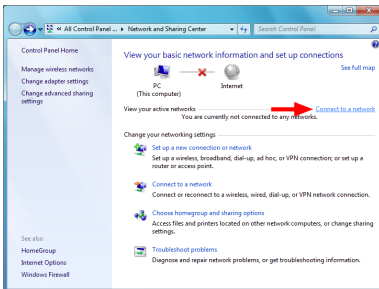 « All Control Panel ... ▸ Network and Sharing Center
Search Control Panel
Control Panel Home
Manage wireless networks
Change adapter settings
Change advanced sharing
settings
See also
HomeGroup
Internet Options
Windows Firewall
View your basic network information and set up connections
See full map
PC
(This computer)
Internet
View your active networks
Connect to a network
You are currently not connected to any networks.
Change your networking settings
Set up a new connection or network
Set up a wireless, broadband, dial-up, ad hoc, or VPN connection; or set up a
router or access point.
Connect to a network
Connect or reconnect to a wireless, wired, dial-up, or VPN network connection.
Choose homegroup and sharing options
Access files and printers located on other network computers, or change sharing
settings.
Troubleshoot problems
Diagnose and repair network problems, or get troubleshooting information.